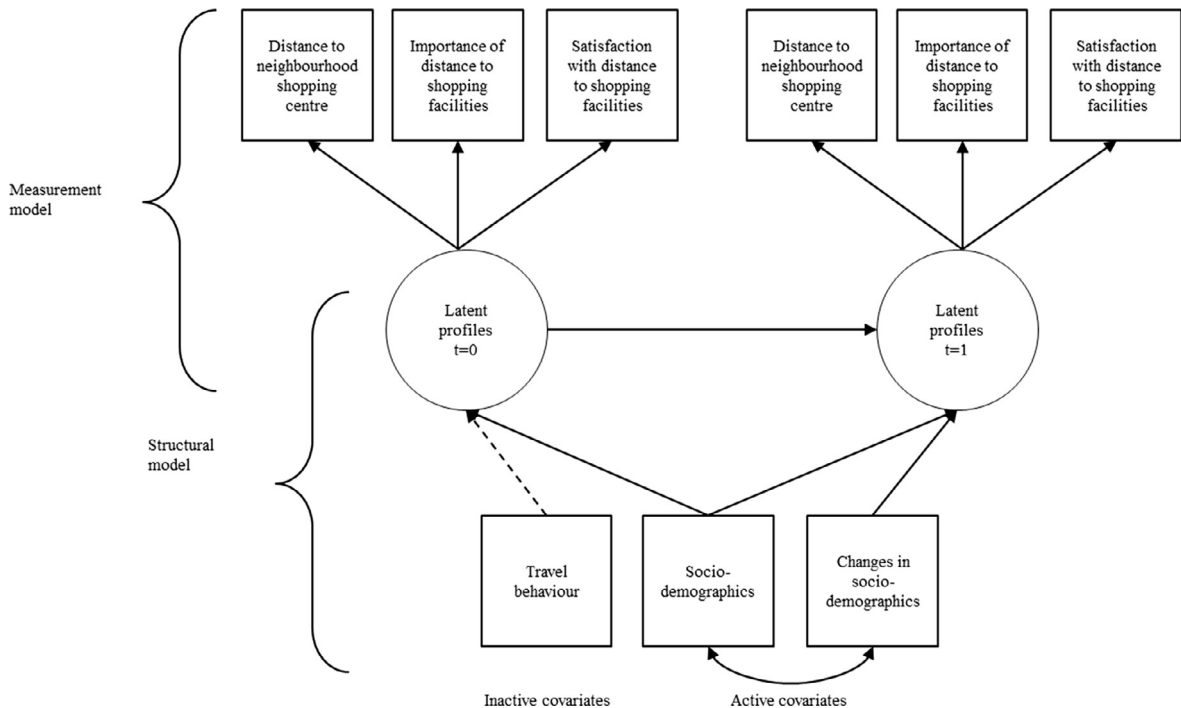 Distance to
neighbourhood
shopping
centre
Importance of
distance to
shopping
facilities
Satisfaction
with distance
to shopping
facilities
Distance to
neighbourhood
shopping
centre
Importance of
distance to
shopping
facilities
Satisfaction
with distance
to shopping
facilities
Measurement
model
Latent
profiles
t=0
Latent
profiles
t=1
Structural
model
Travel
behaviour
Socio-
demographics
Changes in
socio-
demographics
Inactive covariates
Active covariates